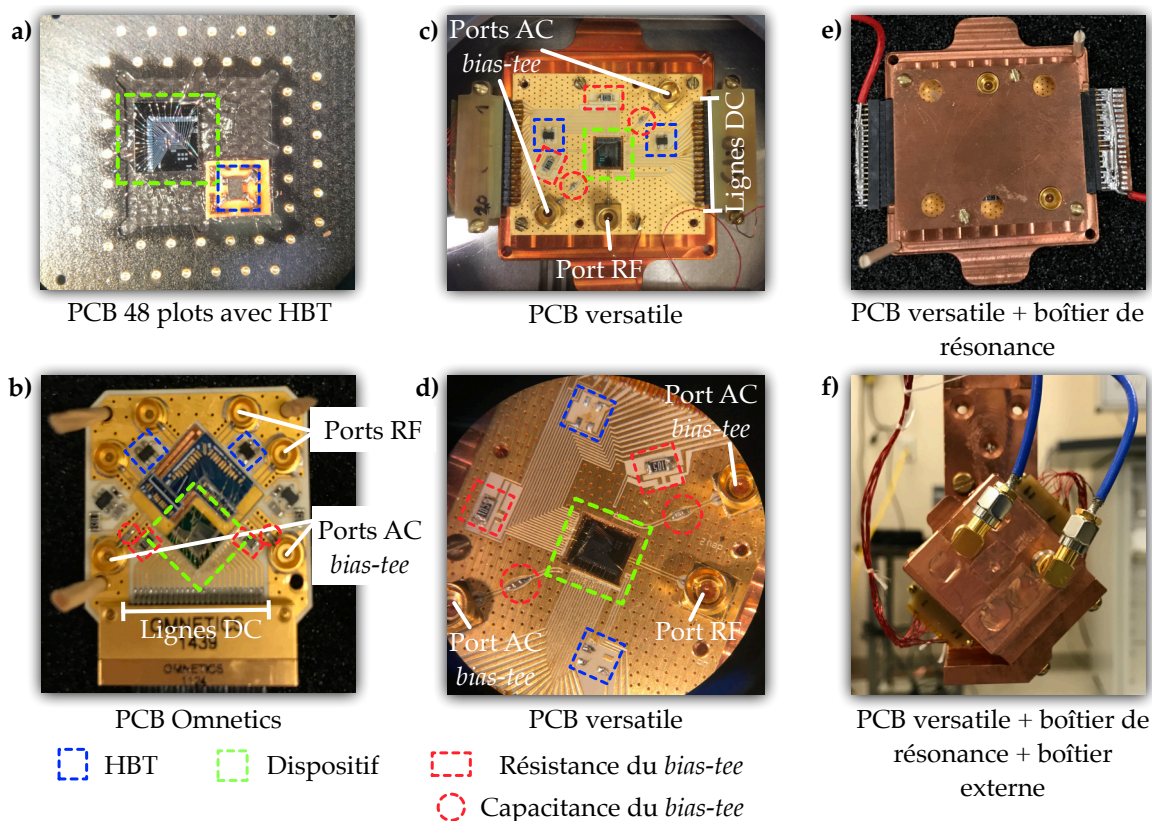 a)
PCB 48 plots avec HBT
b)
Ports RF
Ports AC
bias-tee
Lignes DC
OMNETICS
1439
OMNETICS
PCB Omnetics
c)
Ports AC
bias-tee
Lignes DC
Port RF
PCB versatile
d)
Port AC
bias-tee
Port RF
Port AC
bias-tee
PCB versatile
e)
PCB versatile + boîtier de
résonance
f)
PCB versatile + boîtier de
résonance + boîtier
externe
HBT
Dispositif
Résistance du bias-tee
Capacitance du bias-tee